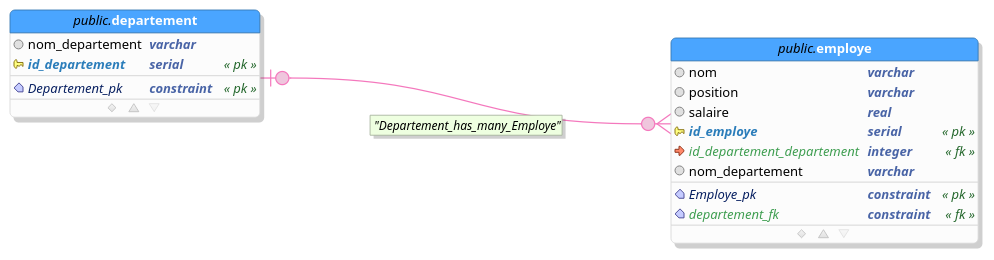 public.departement
nom_departement varchar
id_departement serial « pk »
Departement_pk constraint « pk »
"Departement_has_many_Employe"
public.employe
nom varchar
position varchar
salaire real
id_employe serial « pk »
id_departement_departement integer « fk »
nom_departement varchar
Employe_pk constraint « pk »
departement_fk constraint « fk »